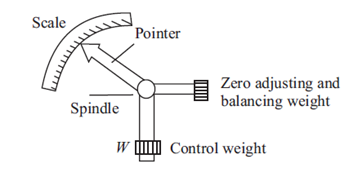 Scale
Pointer
Zero adjusting and
balancing weight
Spindle
W
Control weight